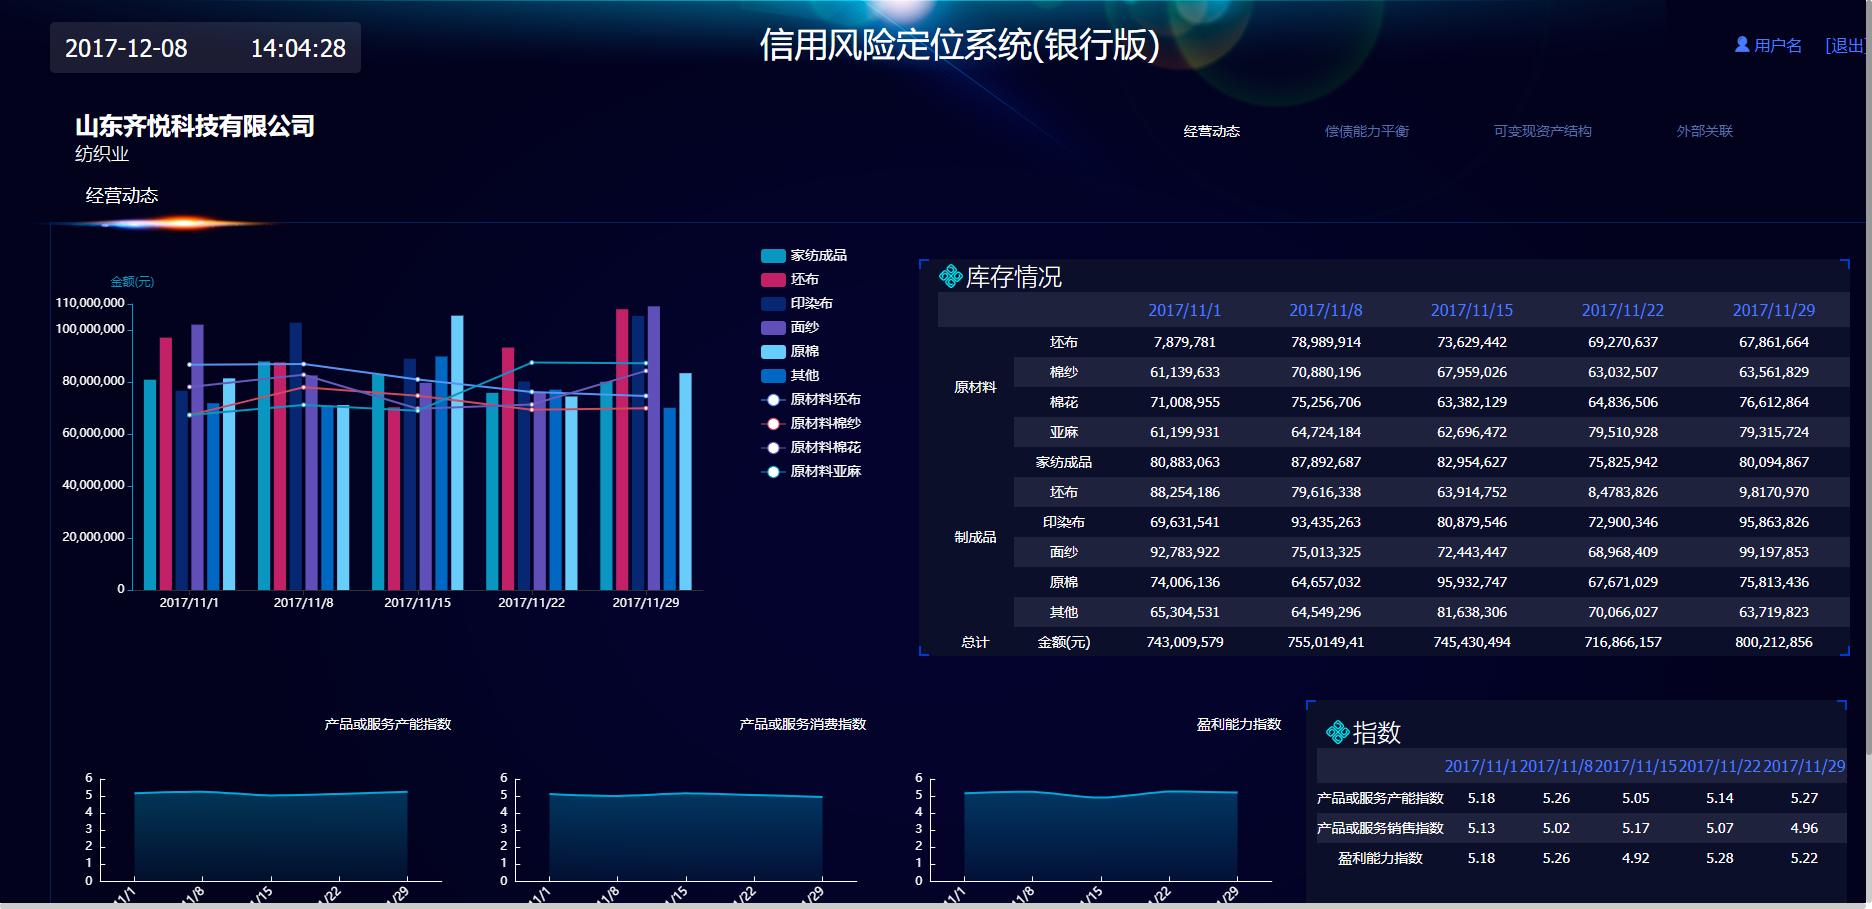 2017-12-08 14:04:28
信用风险定位系统(银行版)
用户名 [退出]
山东齐悦科技有限公司
纺织业
经营动态 偿债能力平衡 可变现资产结构 外部关联
经营动态
金额(元)
110,000,000
100,000,000
80,000,000
60,000,000
40,000,000
20,000,000
0
2017/11/1 2017/11/8 2017/11/15 2017/11/22 2017/11/29
家纺成品
坯布
印染布
面纱
原棉
其他
原材料坯布
原材料棉纱
原材料棉花
原材料亚麻
库存情况
2017/11/1 2017/11/8 2017/11/15 2017/11/22 2017/11/29
原材料
坯布 7,879,781 78,989,914 73,629,442 69,270,637 67,861,664
棉纱 61,139,633 70,880,196 67,959,026 63,032,507 63,561,829
棉花 71,008,955 75,256,706 63,382,129 64,836,506 76,612,864
亚麻 61,199,931 64,724,184 62,696,472 79,510,928 79,315,724
制成品
家纺成品 80,883,063 87,892,687 82,954,627 75,825,942 80,094,867
坯布 88,254,186 79,616,338 63,914,752 8,4783,826 9,8170,970
印染布 69,631,541 93,435,263 80,879,546 72,900,346 95,863,826
面纱 92,783,922 75,013,325 72,443,447 68,968,409 99,197,853
原棉 74,006,136 64,657,032 95,932,747 67,671,029 75,813,436
其他 65,304,531 64,549,296 81,638,306 70,066,027 63,719,823
总计 金额(元) 743,009,579 755,0149,41 745,430,494 716,866,157 800,212,856
产品或服务产能指数
6
5
4
3
2
1
0
11/1 11/8 1/15 1/22 1/29
产品或服务消费指数
6
5
4
3
2
1
0
11/1 11/8 1/15 1/22 1/29
盈利能力指数
6
5
4
3
2
1
0
11/1 11/8 1/15 1/22 1/29
指数
2017/11/1 2017/11/8 2017/11/15 2017/11/22 2017/11/29
产品或服务产能指数 5.18 5.26 5.05 5.14 5.27
产品或服务销售指数 5.13 5.02 5.17 5.07 4.96
盈利能力指数 5.18 5.26 4.92 5.28 5.22